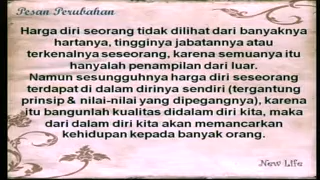 Pesan Perubahan
Harga diri seorang tidak dilihat dari banyaknya
hartanya, tingginya jabatannya atau
terkenalnya seseorang, karena semuanya itu
hanyalah penampilan dari luar.
Namun sesungguhnya harga diri seseorang
terdapat di dalam dirinya sendiri (tergantung
prinsip & nilai-nilai yang dipegangnya), karena
itu bangunlah kualitas didalam diri kita, maka
dari dalam diri kita akan memancarkan
kehidupan kepada banyak orang.
New Life